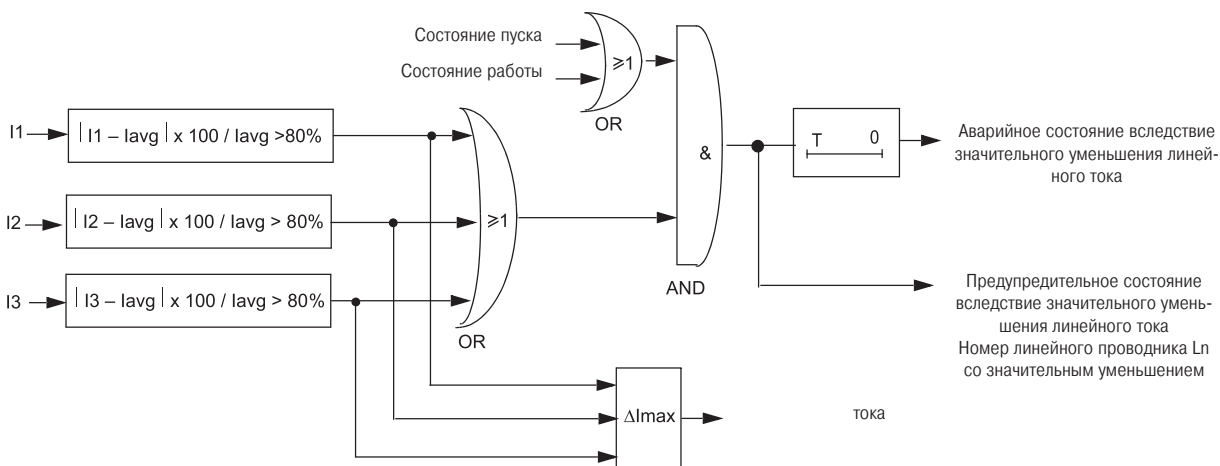 Состояние пуска
Состояние работы
≥1
OR
I1
| I1 – Iavg | x 100 / Iavg >80%
I2
| I2 – Iavg | x 100 / Iavg > 80%
I3
| I3 – Iavg | x 100 / Iavg > 80%
≥1
OR
&
AND
T 0
Аварийное состояние вследствие
значительного уменьшения линей-
ного тока
Предупредительное состояние
вследствие значительного умень-
шения линейного тока
Номер линейного проводника Ln
со значительным уменьшением
ΔImax
тока